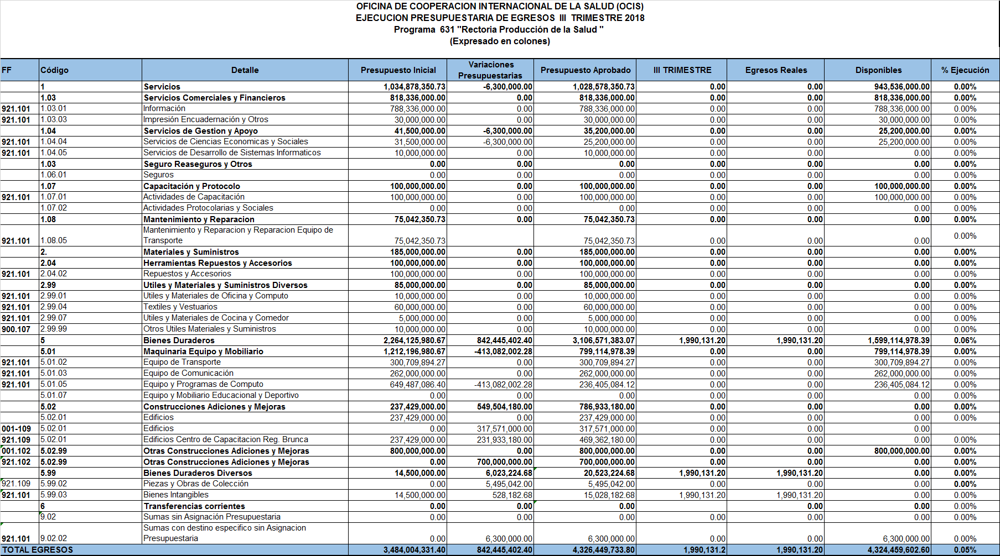 OFICINA DE COOPERACION INTERNACIONAL DE LA SALUD (OCIS)
EJECUCION PRESUPUESTARIA DE EGRESOS III TRIMESTRE 2018
Programa 631 "Rectoria Producción de la Salud "
(Expresado en colones)
FF Código Detalle Presupuesto Inicial Variaciones Presupuestarias Presupuesto Aprobado III TRIMESTRE Egresos Reales Disponibles % Ejecución
1 Servicios 1,034,878,350.73 -6,300,000.00 1,028,578,350.73 0.00 0.00 943,536,000.00 0.00%
1.03 Servicios Comerciales y Financieros 818,336,000.00 0.00 818,336,000.00 0.00 0.00 818,336,000.00 0.00%
921.101 1.03.01 Información 788,336,000.00 0.00 788,336,000.00 0.00 0.00 788,336,000.00 0.00%
921.101 1.03.03 Impresión Encuadernación y Otros 30,000,000.00 0.00 30,000,000.00 0.00 0.00 30,000,000.00 0.00%
1.04 Servicios de Gestion y Apoyo 41,500,000.00 -6,300,000.00 35,200,000.00 0.00 0.00 25,200,000.00 0.00%
921.101 1.04.04 Servicios de Ciencias Economicas y Sociales 31,500,000.00 -6,300,000.00 25,200,000.00 0.00 0.00 25,200,000.00 0.00%
921.101 1.04.05 Servicios de Desarrollo de Sistemas Informaticos 10,000,000.00 0.00 10,000,000.00 0.00 0.00 0.00 0.00%
1.03 Seguro Reaseguros y Otros 0.00 0.00 0.00 0.00 0.00 0.00 0.00%
1.06.01 Seguros 0.00 0.00 0.00 0.00 0.00 0.00 0.00%
1.07 Capacitación y Protocolo 100,000,000.00 0.00 100,000,000.00 0.00 0.00 100,000,000.00 0.00%
921.101 1.07.01 Actividades de Capacitación 100,000,000.00 0.00 100,000,000.00 0.00 0.00 100,000,000.00 0.00%
1.07.02 Actividades Protocolarias y Sociales 0.00 0.00 0.00 0.00 0.00 0.00 0.00%
1.08 Mantenimiento y Reparacion 75,042,350.73 0.00 75,042,350.73 0.00 0.00 0.00 0.00%
Mantenimiento y Reparacion y Reparacion Equipo de
921.101 1.08.05 Transporte 75,042,350.73 75,042,350.73 0.00 0.00 0.00 0.00%
2. Materiales y Suministros 185,000,000.00 0.00 185,000,000.00 0.00 0.00 0.00 0.00%
2.04 Herramientas Repuestos y Accesorios 100,000,000.00 0.00 100,000,000.00 0.00 0.00 0.00 0.00%
921.101 2.04.02 Repuestos y Accesorios 100,000,000.00 0.00 100,000,000.00 0.00 0.00 0.00 0.00%
2.99 Utiles y Materiales y Suministros Diversos 85,000,000.00 0.00 85,000,000.00 0.00 0.00 0.00 0.00%
921.101 2.99.01 Utiles y Materiales de Oficina y Computo 10,000,000.00 0.00 10,000,000.00 0.00 0.00 0.00 0.00%
921.101 2.99.04 Textiles y Vestuarios 60,000,000.00 0.00 60,000,000.00 0.00 0.00 0.00 0.00%
921.101 2.99.07 Utiles y Materiales de Cocina y Comedor 5,000,000.00 0.00 5,000,000.00 0.00 0.00 0.00 0.00%
900.107 2.99.99 Otros Utiles Materiales y Suministros 10,000,000.00 0.00 10,000,000.00 0.00 0.00 0.00 0.00%
5 Bienes Duraderos 2,264,125,980.67 842,445,402.40 3,106,571,383.07 1,990,131.20 1,990,131.20 1,599,114,978.39 0.06%
5.01 Maquinaria Equipo y Mobiliario 1,212,196,980.67 -413,082,002.28 799,114,978.39 0.00 0.00 799,114,978.39 0.00%
921.101 5.01.02 Equipo de Transporte 300,709,894.27 0.00 300,709,894.27 0.00 0.00 300,709,894.27 0.00%
921.101 5.01.03 Equipo de Comunicación 262,000,000.00 0.00 262,000,000.00 0.00 0.00 262,000,000.00 0.00%
921.101 5.01.05 Equipo y Programas de Computo 649,487,086.40 -413,082,002.28 236,405,084.12 0.00 0.00 236,405,084.12 0.00%
5.01.07 Equipo y Mobiliario Educacional y Deportivo 0.00 0.00 0.00 0.00 0.00 0.00 0.00%
5.02 Construcciones Adiciones y Mejoras 237,429,000.00 549,504,180.00 786,933,180.00 0.00 0.00 0.00 0.00%
5.02.01 Edificios 237,429,000.00 0.00 237,429,000.00 0.00 0.00 0.00 0.00%
001-109 5.02.01 Edificios 0.00 317,571,000.00 317,571,000.00 0.00 0.00 0.00
921.109 5.02.01 Edificios Centro de Capacitacion Reg. Brunca 237,429,000.00 231,933,180.00 469,362,180.00 0.00 0.00 0.00 0.00%
001.102 5.02.99 Otras Construcciones Adiciones y Mejoras 800,000,000.00 0.00 800,000,000.00 0.00 0.00 800,000,000.00 0.00%
921.102 5.02.99 Otras Construcciones Adiciones y Mejoras 0.00 700,000,000.00 700,000,000.00 0.00 0.00 0.00 0.00%
5.99 Bienes Duraderos Diversos 14,500,000.00 6,023,224.68 20,523,224.68 1,990,131.20 1,990,131.20 0.00 0.00%
921.109 5.99.02 Piezas y Obras de Colección 0.00 5,495,042.00 5,495,042.00 0.00 0.00 0.00 0.00%
921.101 5.99.03 Bienes Intangibles 14,500,000.00 528,182.68 15,028,182.68 1,990,131.20 1,990,131.20 0.00 0.00%
6 Transferencias corrientes 0.00 0.00 0.00 0.00 0.00 0.00%
9.02 Sumas sin Asignación Presupuestaria 0.00 0.00 0.00 0.00 0.00 0.00 0.00%
Sumas con destino especifico sin Asignacion
921.101 9.02.02 Presupuestaria 0.00 6,300,000.00 6,300,000.00 0.00 0.00 6,300,000.00 0.00%
TOTAL EGRESOS 3,484,004,331.40 842,445,402.40 4,326,449,733.80 1,990,131.2 1,990,131.20 4,324,459,602.60 0.05%